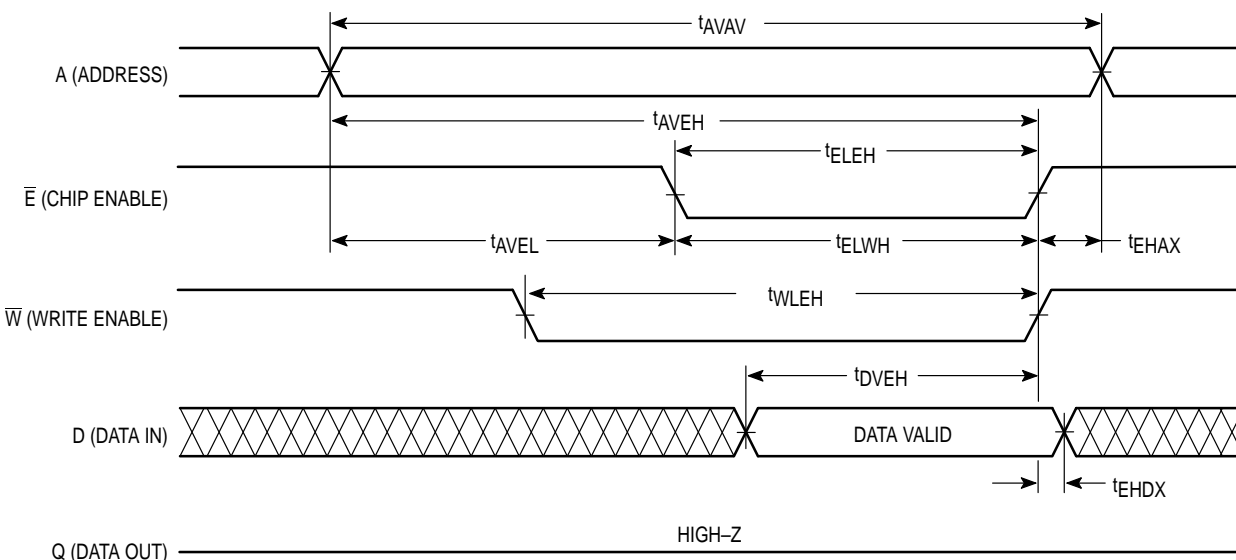 tAVAV
A (ADDRESS)
tAVEH
tELEH
E̅ (CHIP ENABLE)
tAVEL
tELWH
tEHAX
W̅ (WRITE ENABLE)
tWLEH
tDVEH
D (DATA IN)
DATA VALID
tEHDX
HIGH–Z
Q (DATA OUT)